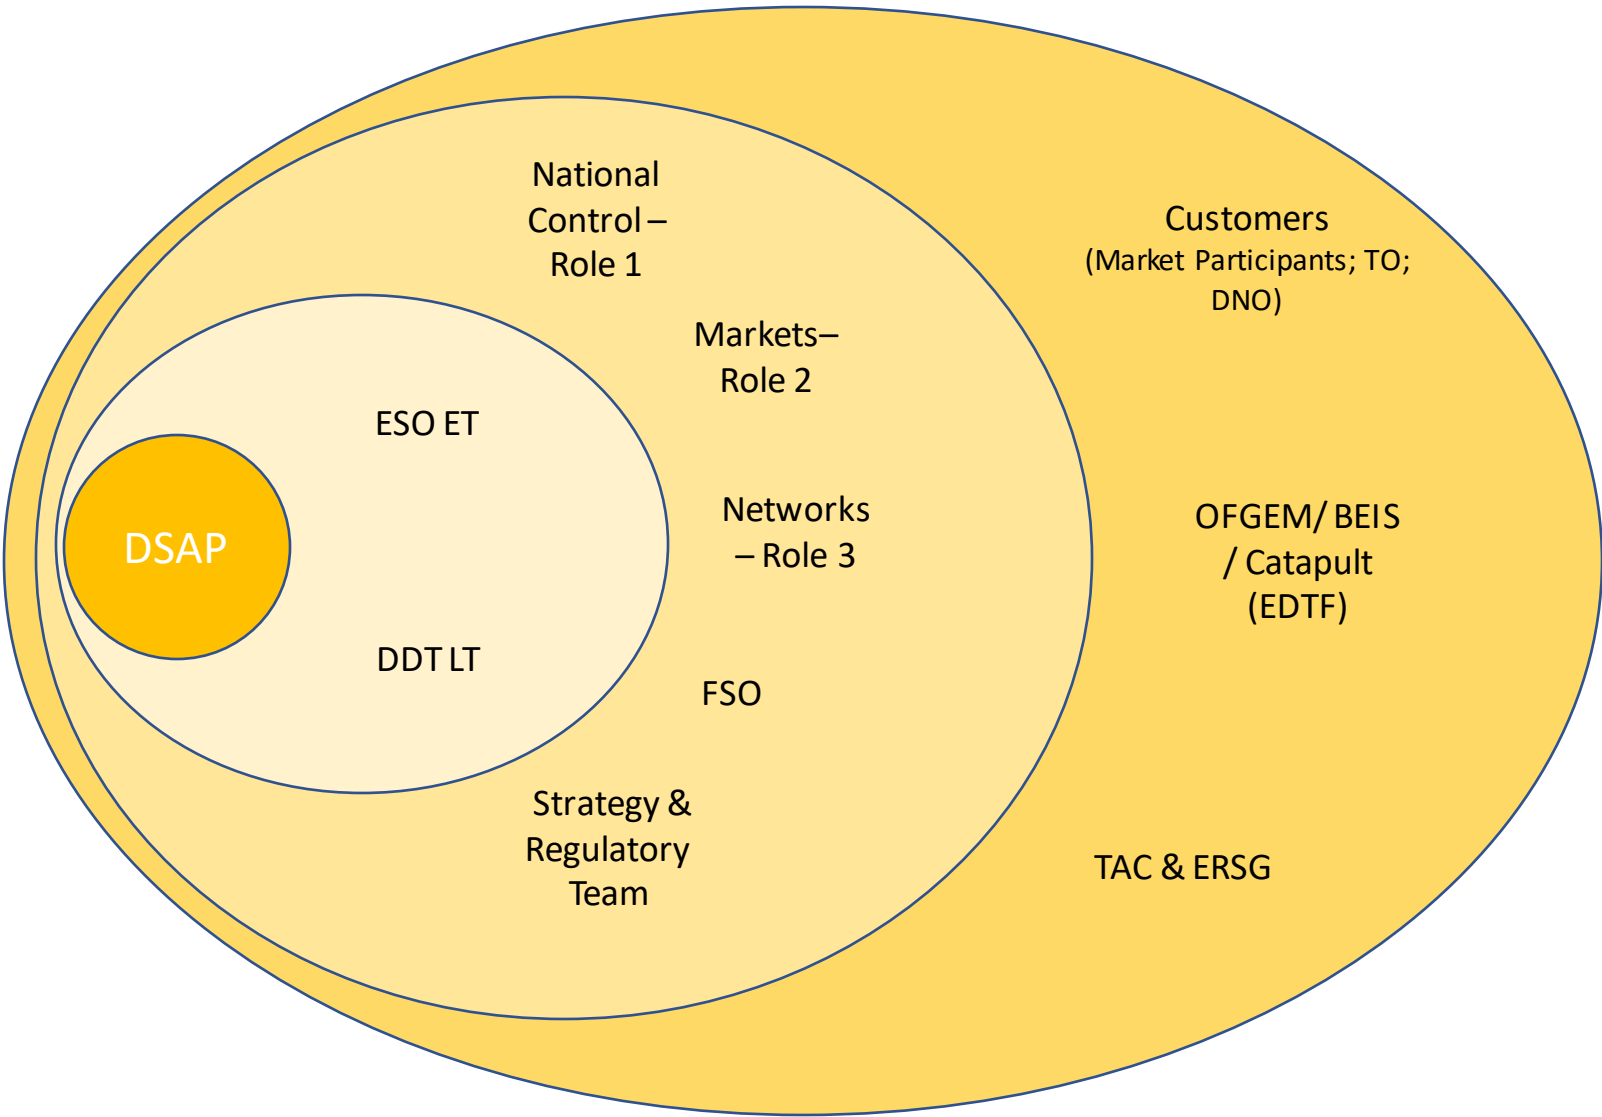 National
Control –
Role 1
Customers
(Market Participants; TO;
DNO)
Markets–
Role 2
ESO ET
Networks
– Role 3
OFGEM/ BEIS
/ Catapult
(EDTF)
DSAP
DDT LT
FSO
Strategy &
Regulatory
Team
TAC & ERSG